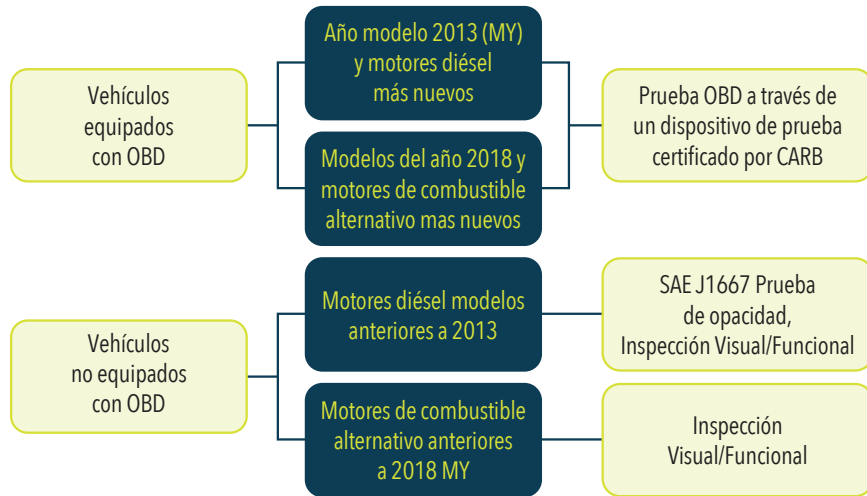 Vehículos
equipados
con OBD
Año modelo 2013 (MY)
y motores diésel
más nuevos
Modelos del año 2018 y
motores de combustible
alternativo mas nuevos
Prueba OBD a través de
un dispositivo de prueba
certificado por CARB
Vehículos
no equipados
con OBD
Motores diésel modelos
anteriores a 2013
SAE J1667 Prueba
de opacidad,
Inspección Visual/Funcional
Motores de combustible
alternativo anteriores
a 2018 MY
Inspección
Visual/Funcional